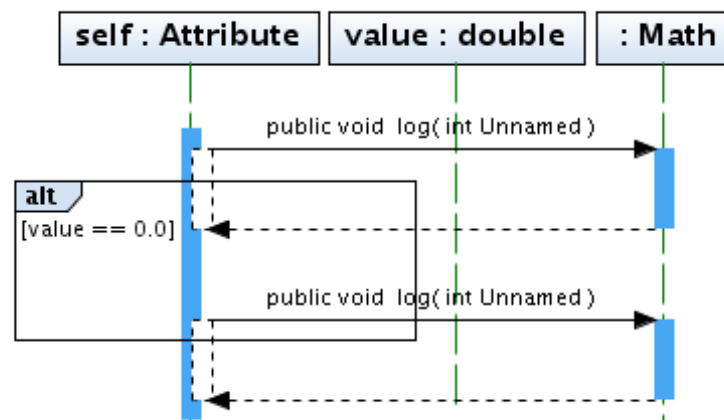 self : Attribute
value : double
: Math
public void log( int Unnamed )
alt
[value == 0.0]
public void log( int Unnamed )